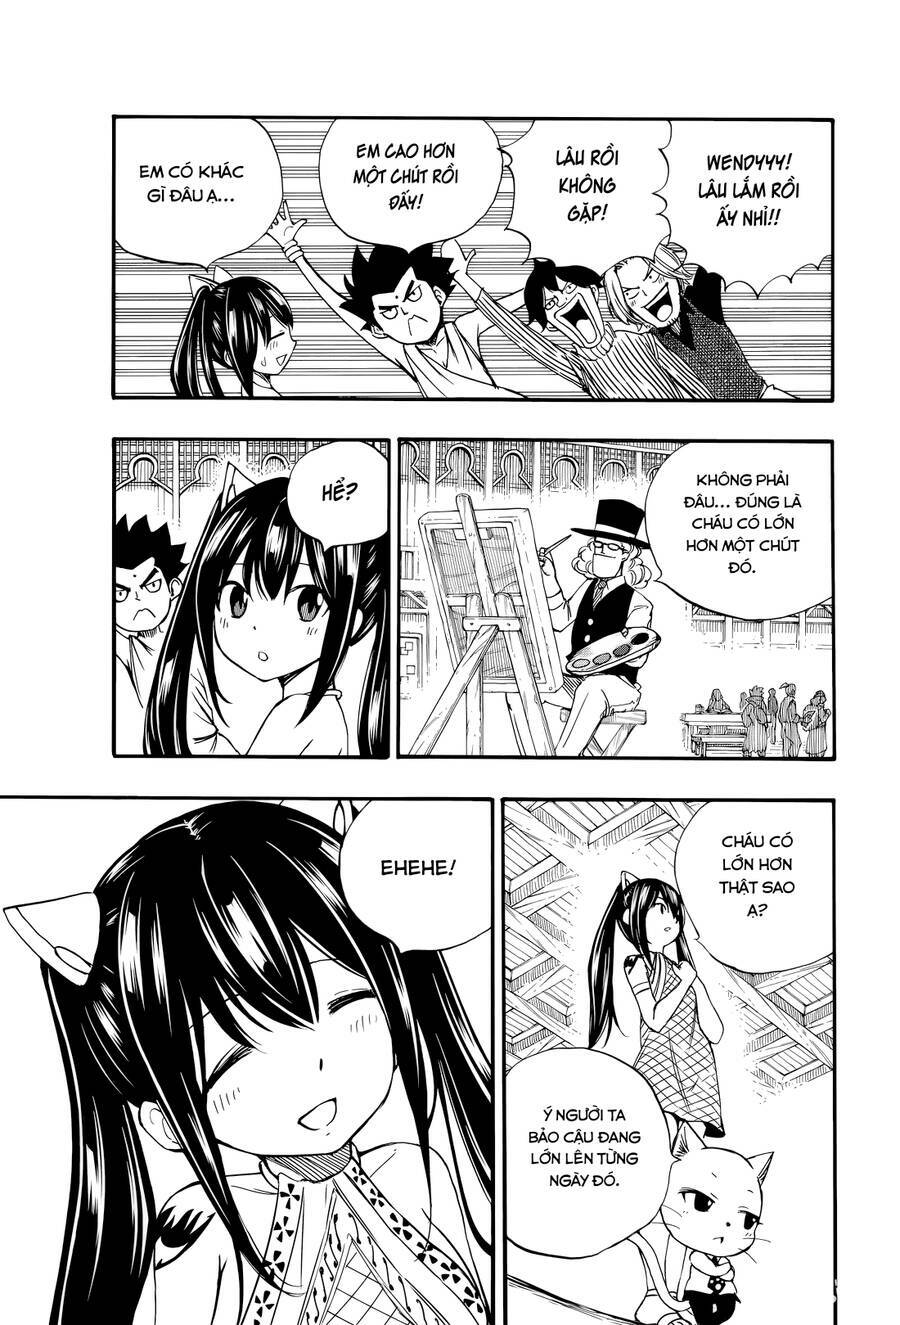 WENDYYY!
LÂU LẮM RỒI
ẤY NHỈ!!
LÂU RỒI
KHÔNG
GẶP!
EM CAO HƠN
MỘT CHÚT RỒI
ĐẤY!
EM CÓ KHÁC
GÌ ĐÂU Ạ...
KHÔNG PHẢI
ĐÂU... ĐÚNG LÀ
CHÁU CÓ LỚN
HƠN MỘT CHÚT
ĐÓ.
HỂ?
CHÁU CÓ
LỚN HƠN
THẬT SAO
Ạ?
Ý NGƯỜI TA
BẢO CẬU ĐANG
LỚN LÊN TỪNG
NGÀY ĐÓ.
EHEHE!